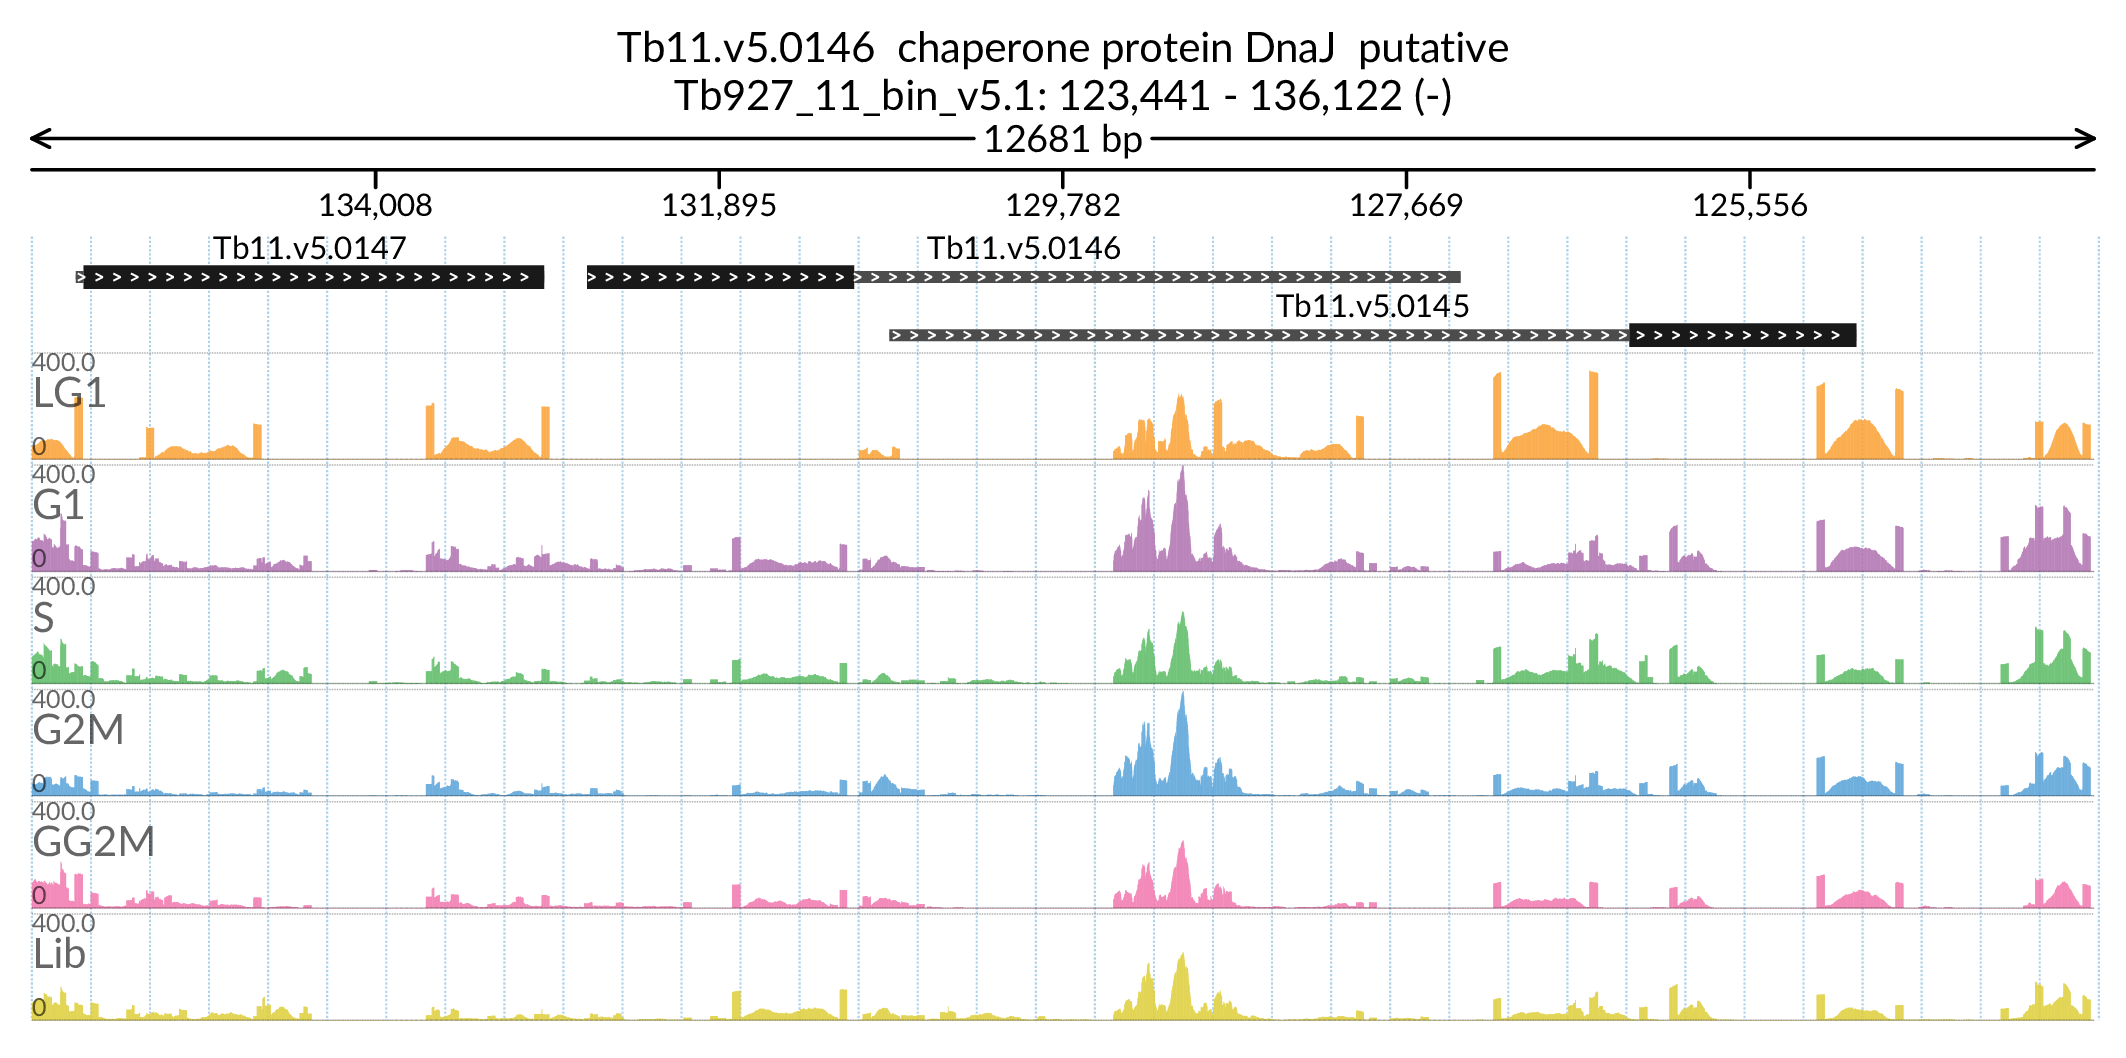 Tb11.v5.0146  chaperone protein DnaJ  putative
Tb927_11_bin_v5.1: 123,441 - 136,122 (-)
12681 bp
134,008 131,895 129,782 127,669 125,556
Tb11.v5.0147 Tb11.v5.0146
Tb11.v5.0145
400.0
LG1
0
400.0
G1
0
400.0
S
0
400.0
G2M
0
400.0
GG2M
0
400.0
Lib
0